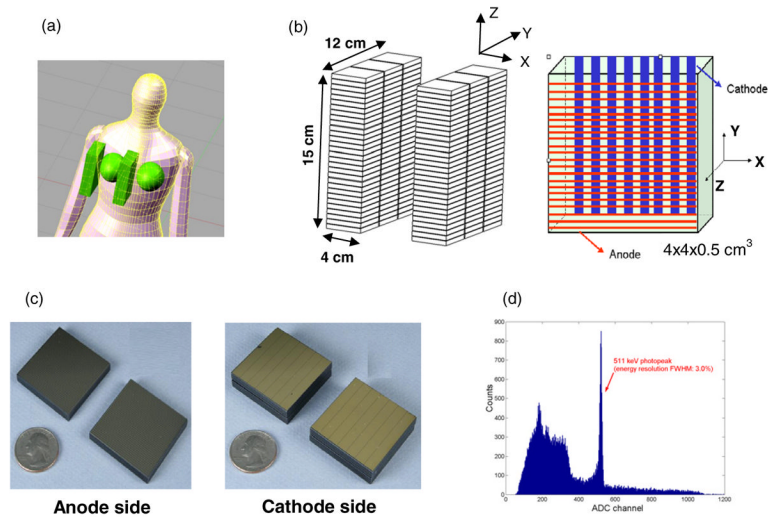 (a)
(b)
12 cm
15 cm
4 cm
Z
Y
X
Cathode
Y
X
Z
Anode
4x4x0.5 cm³
(c)
Anode side
Cathode side
(d)
511 keV photopeak
(energy resolution FWHM: 3.0%)
Counts
900
800
700
600
500
400
300
200
100
0
0 200 400 600 800 1000 1200
ADC channel